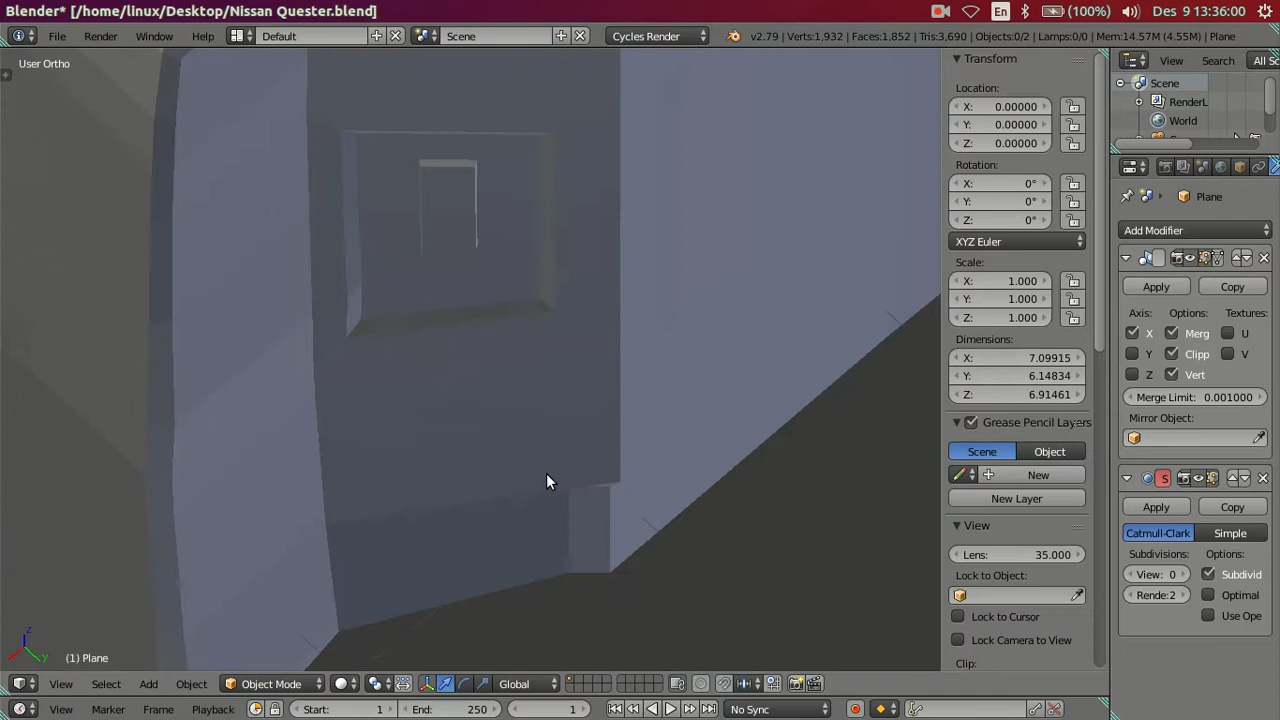 Blender* [/home/linux/Desktop/Nissan Quester.blend]
En (100%) Des 9 13:36:00
File Render Window Help Default Scene Cycles Render v2.79 | Verts:1,932 | Faces:1,852 | Tris:3,690 | Objects:0/2 | Lamps:0/0 | Mem:14.57M (4.55M) | Plane
User Ortho
Transform
Location:
X: 0.00000
Y: 0.00000
Z: 0.00000
Rotation:
X: 0°
Y: 0°
Z: 0°
XYZ Euler
Scale:
X: 1.000
Y: 1.000
Z: 1.000
Dimensions:
X: 7.09915
Y: 6.14834
Z: 6.91461
Grease Pencil Layers
Scene Object
New
New Layer
View
Lens: 35.000
Lock to Object:
Lock to Cursor
Lock Camera to View
Clip:
View Search All Sc
Scene
RenderL
World
Plane
Add Modifier
Apply Copy
Axis: Options: Textures:
X Merg U
Y Clipp V
Z Vert
Merge Limit: 0.001000
Mirror Object:
S
Apply Copy
Catmull-Clark Simple
Subdivisions: Options:
View: 0 Subdivid
Rende: 2 Optimal
Use Ope
z
x y
(1) Plane
View Select Add Object Object Mode Global
View Marker Frame Playback Start: 1 End: 250 1 No Sync